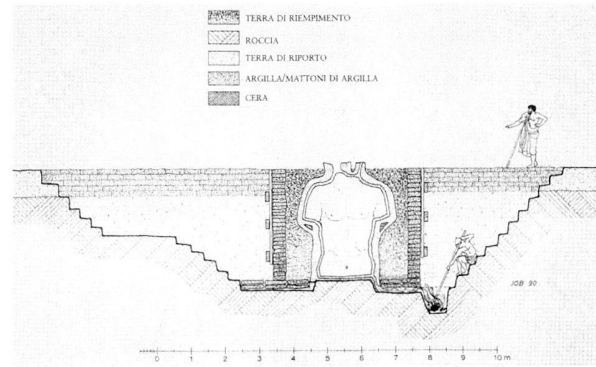 TERRA DI RIEMPIMENTO
ROCCIA
TERRA DI RIPORTO
ARGILLA/MATTONI DI ARGILLA
CERA
JOB 90
0 1 2 3 4 5 6 7 8 9 10 m